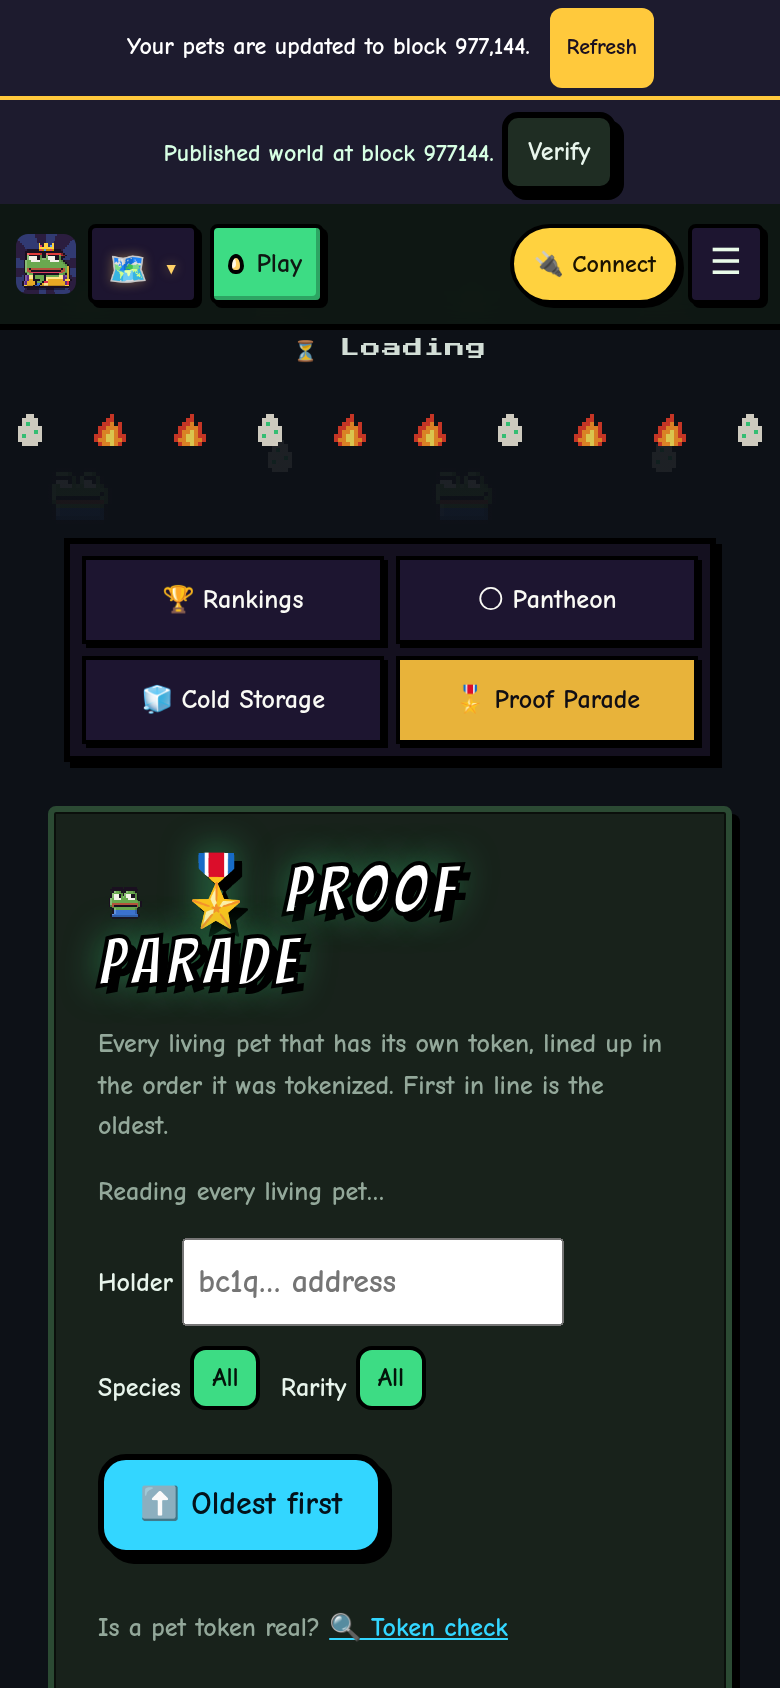 Your pets are updated to block 977,144. Refresh
Published world at block 977144. Verify
Play
Connect
Loading
Rankings
Pantheon
Cold Storage
Proof Parade
PROOF
PARADE
Every living pet that has its own token, lined up in
the order it was tokenized. First in line is the
oldest.
Reading every living pet...
Holder bc1q... address
Species All Rarity All
Oldest first
Is a pet token real? Token check